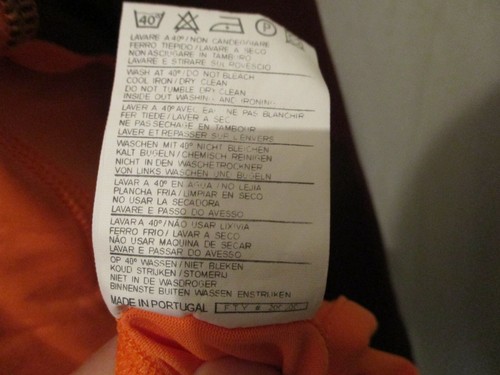 40°
P
LAVARE A 40°/NON CANDEGGIARE
FERRO TIEPIDO/LAVARE A SECO
NON ASCIUGARE IN TAMBURO
LAVARE E STIRARE SUL ROVESCIO
WASH AT 40°/DO NOT BLEACH
COOL IRON/DRY CLEAN
DO NOT TUMBLE DRY CLEAN
INSIDE OUT WASHING AND IRONING
LAVER A 40° AVEC EAU NE PAS BLANCHIR
FER TIEDE/LAVER A SEC
NE PAS SECHAGE EN TAMBOUR
LAVER ET REPASSER SUR L'ENVERS
WASCHEN MIT 40° NICHT BLEICHEN
KALT BUGELN/CHEMISCH REINIGEN
NICHT IN DEN WASCHETROCKNER
VON LINKS WASCHEN UND BUGELN
LAVAR A 40° EN AGUA/NO LEJIA
PLANCHA FRIA/LIMPIAR EN SECO
NO USAR LA SECADORA
LAVARE E PASSO DO AVESSO
LAVAR A 40°/NÃO USAR LIXIVIA
FERRO FRIO/LAVAR A SECO
NÃO USAR MAQUINA DE SECAR
LAVAR E PASSAR DO AVESSO
OP 40° WASSEN/NIET BLEKEN
KOUD STRIJKEN/STOMERIJ
NIET IN DE WASDROGER
BINNENSTE BUITEN WASSEN ENSTRIJKEN
MADE IN PORTUGAL